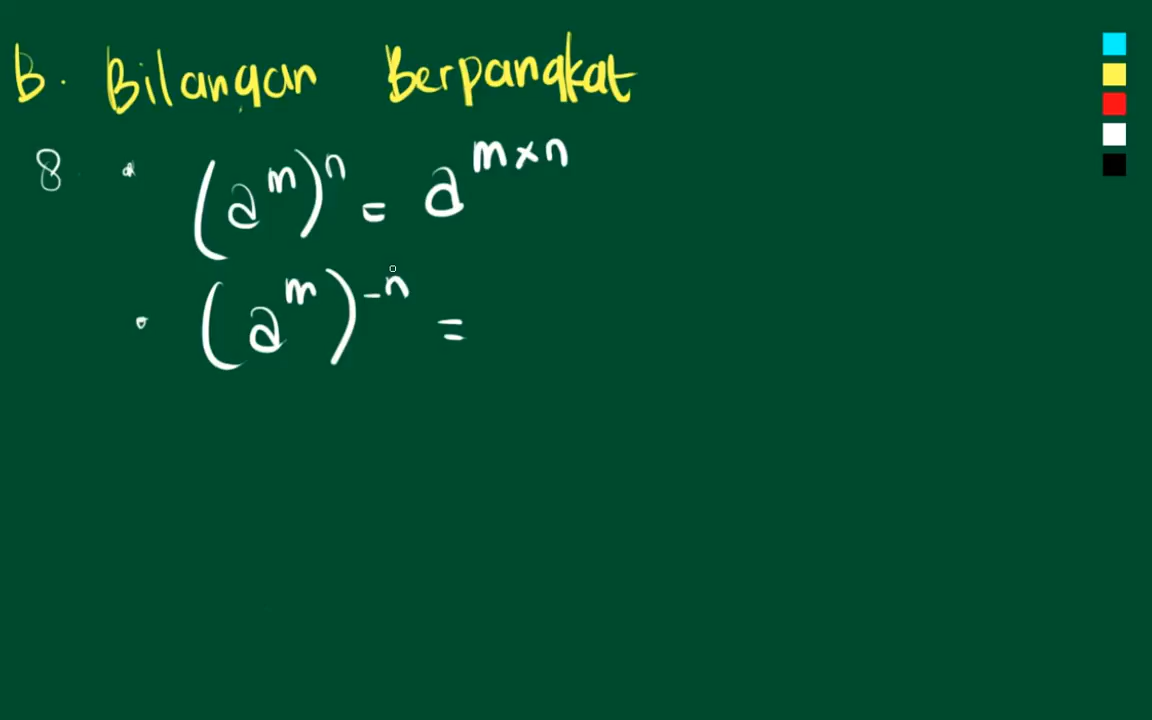 B. Bilangan Berpangkat
8. • (a^m)^n = a^m×n
• (a^m)^-n =